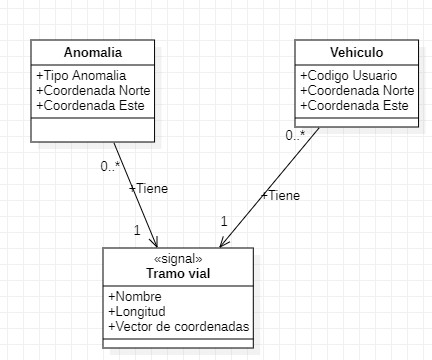 Anomalia
+Tipo Anomalia
+Coordenada Norte
+Coordenada Este
Vehiculo
+Codigo Usuario
+Coordenada Norte
+Coordenada Este
0..*
0..*
+Tiene
+Tiene
1
1
«signal»
Tramo vial
+Nombre
+Longitud
+Vector de coordenadas